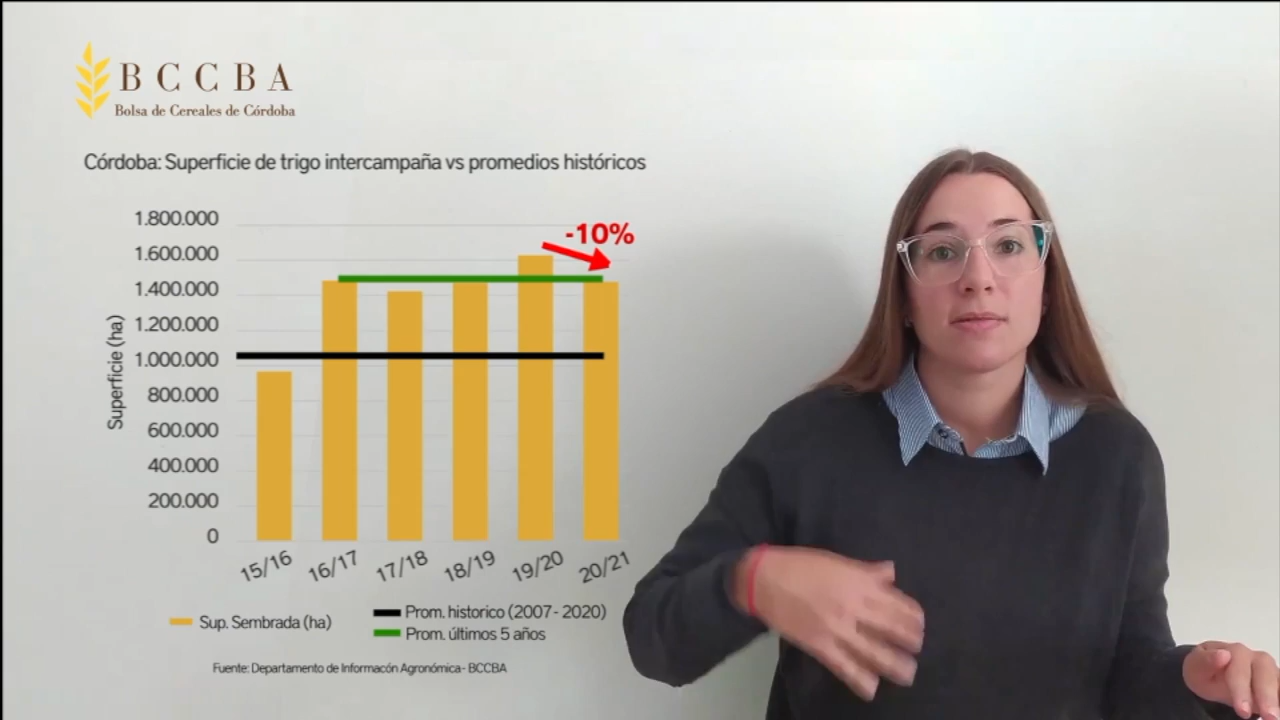 BCCBA
Bolsa de Cereales de Córdoba
Córdoba: Superficie de trigo intercampaña vs promedios históricos
-10%
1.800.000
1.600.000
1.400.000
1.200.000
1.000.000
800.000
600.000
400.000
200.000
0
Superficie (ha)
15/16 16/17 17/18 18/19 19/20 20/21
Sup. Sembrada (ha)
Prom. historico (2007- 2020)
Prom. últimos 5 años
Fuente: Departamento de Informacón Agronómica - BCCBA